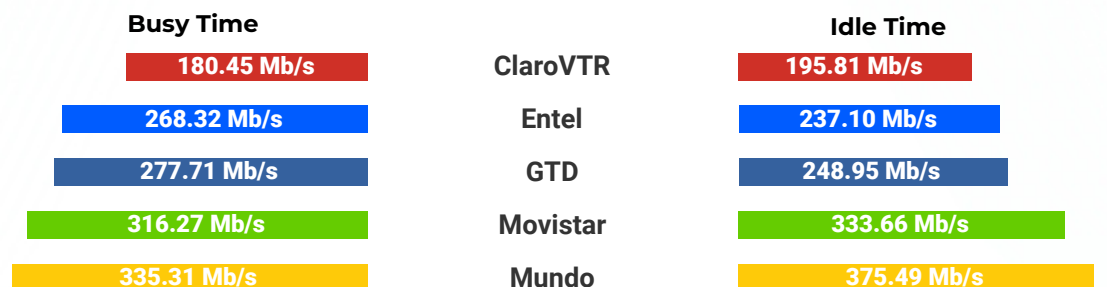 Busy Time
Idle Time
180.45 Mb/s ClaroVTR 195.81 Mb/s
268.32 Mb/s Entel 237.10 Mb/s
277.71 Mb/s GTD 248.95 Mb/s
316.27 Mb/s Movistar 333.66 Mb/s
335.31 Mb/s Mundo 375.49 Mb/s